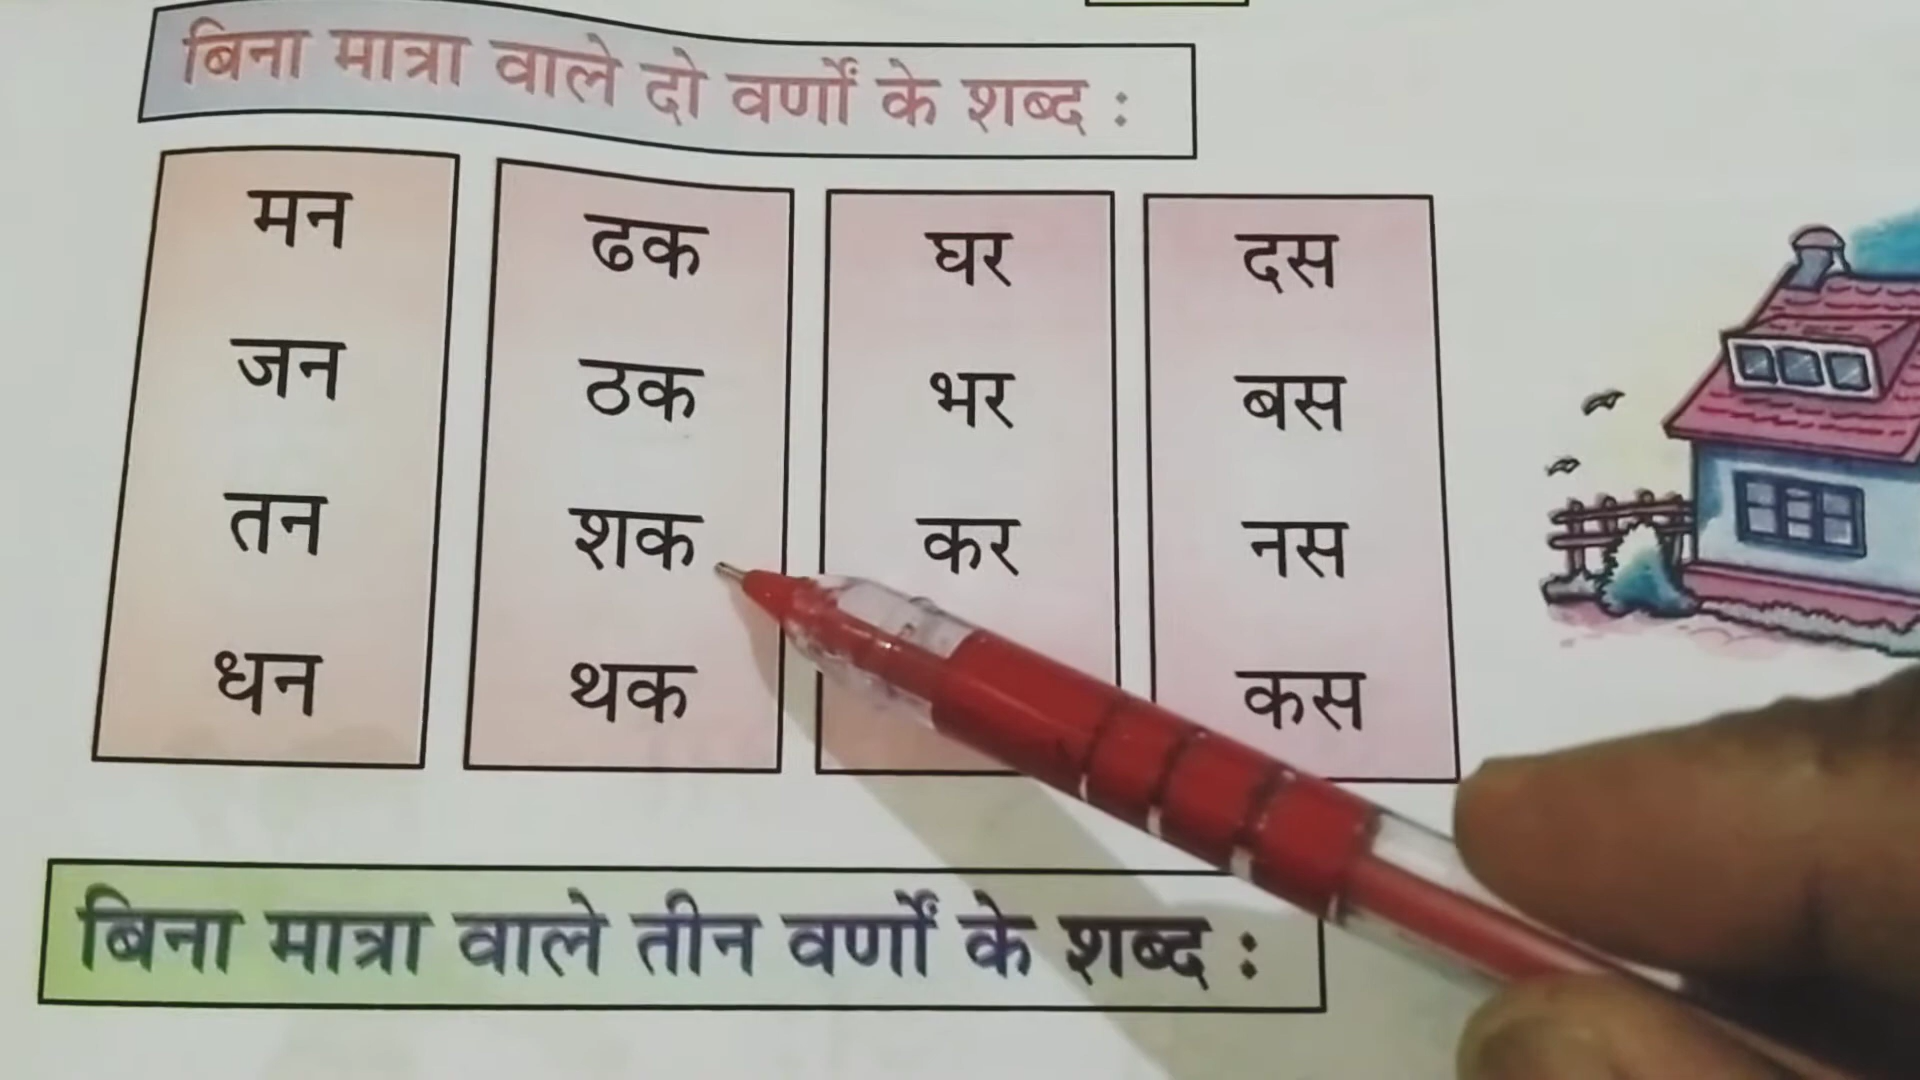 बिना मात्रा वाले दो वर्णों के शब्द :
मन ढक घर दस
जन ठक भर बस
तन शक कर नस
धन थक कस
बिना मात्रा वाले तीन वर्णों के शब्द :